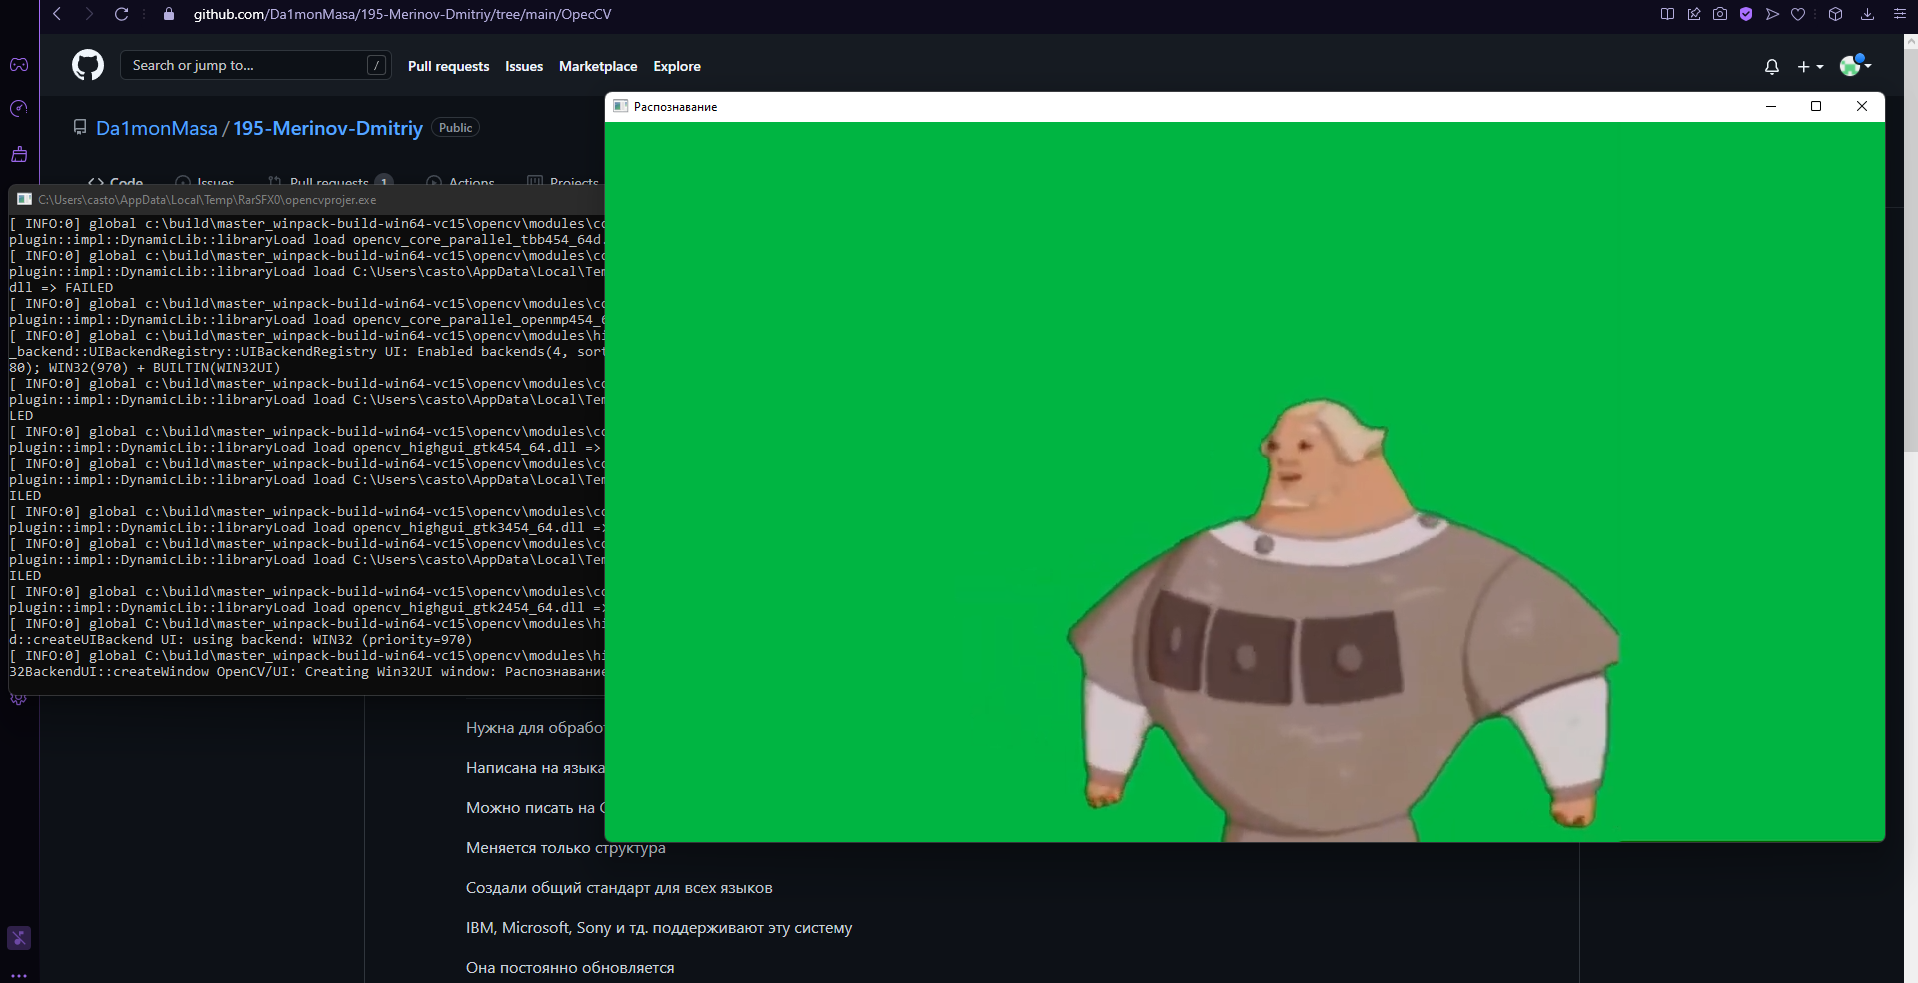 github.com/Da1monMasa/195-Merinov-Dmitriy/tree/main/OpecCV
Search or jump to... /
Pull requests Issues Marketplace Explore
Da1monMasa / 195-Merinov-Dmitriy Public
Code Issues Pull requests 1 Actions Projects
Распознавание
C:\Users\casto\AppData\Local\Temp\RarSFX0\opencvprojer.exe
[ INFO:0] global c:\build\master_winpack-build-win64-vc15\opencv\modules\co
plugin::impl::DynamicLib::libraryLoad load opencv_core_parallel_tbb454_64d.
[ INFO:0] global c:\build\master_winpack-build-win64-vc15\opencv\modules\co
plugin::impl::DynamicLib::libraryLoad load C:\Users\casto\AppData\Local\Tem
dll => FAILED
[ INFO:0] global c:\build\master_winpack-build-win64-vc15\opencv\modules\co
plugin::impl::DynamicLib::libraryLoad load opencv_core_parallel_openmp454_6
[ INFO:0] global c:\build\master_winpack-build-win64-vc15\opencv\modules\hi
_backend::UIBackendRegistry::UIBackendRegistry UI: Enabled backends(4, sort
80); WIN32(970) + BUILTIN(WIN32UI)
[ INFO:0] global c:\build\master_winpack-build-win64-vc15\opencv\modules\co
plugin::impl::DynamicLib::libraryLoad load C:\Users\casto\AppData\Local\Tem
LED
[ INFO:0] global c:\build\master_winpack-build-win64-vc15\opencv\modules\co
plugin::impl::DynamicLib::libraryLoad load opencv_highgui_gtk454_64.dll =>
[ INFO:0] global c:\build\master_winpack-build-win64-vc15\opencv\modules\co
plugin::impl::DynamicLib::libraryLoad load C:\Users\casto\AppData\Local\Tem
ILED
[ INFO:0] global c:\build\master_winpack-build-win64-vc15\opencv\modules\co
plugin::impl::DynamicLib::libraryLoad load opencv_highgui_gtk3454_64.dll =>
[ INFO:0] global c:\build\master_winpack-build-win64-vc15\opencv\modules\co
plugin::impl::DynamicLib::libraryLoad load C:\Users\casto\AppData\Local\Tem
ILED
[ INFO:0] global c:\build\master_winpack-build-win64-vc15\opencv\modules\co
plugin::impl::DynamicLib::libraryLoad load opencv_highgui_gtk2454_64.dll =>
[ INFO:0] global C:\build\master_winpack-build-win64-vc15\opencv\modules\hi
d::createUIBackend UI: using backend: WIN32 (priority=970)
[ INFO:0] global C:\build\master_winpack-build-win64-vc15\opencv\modules\hi
32BackendUI::createWindow OpenCV/UI: Creating Win32UI window: Распознавание
Нужна для обрабо
Написана на языка
Можно писать на
Меняется только структура
Создали общий стандарт для всех языков
IBM, Microsoft, Sony и тд. поддерживают эту систему
Она постоянно обновляется